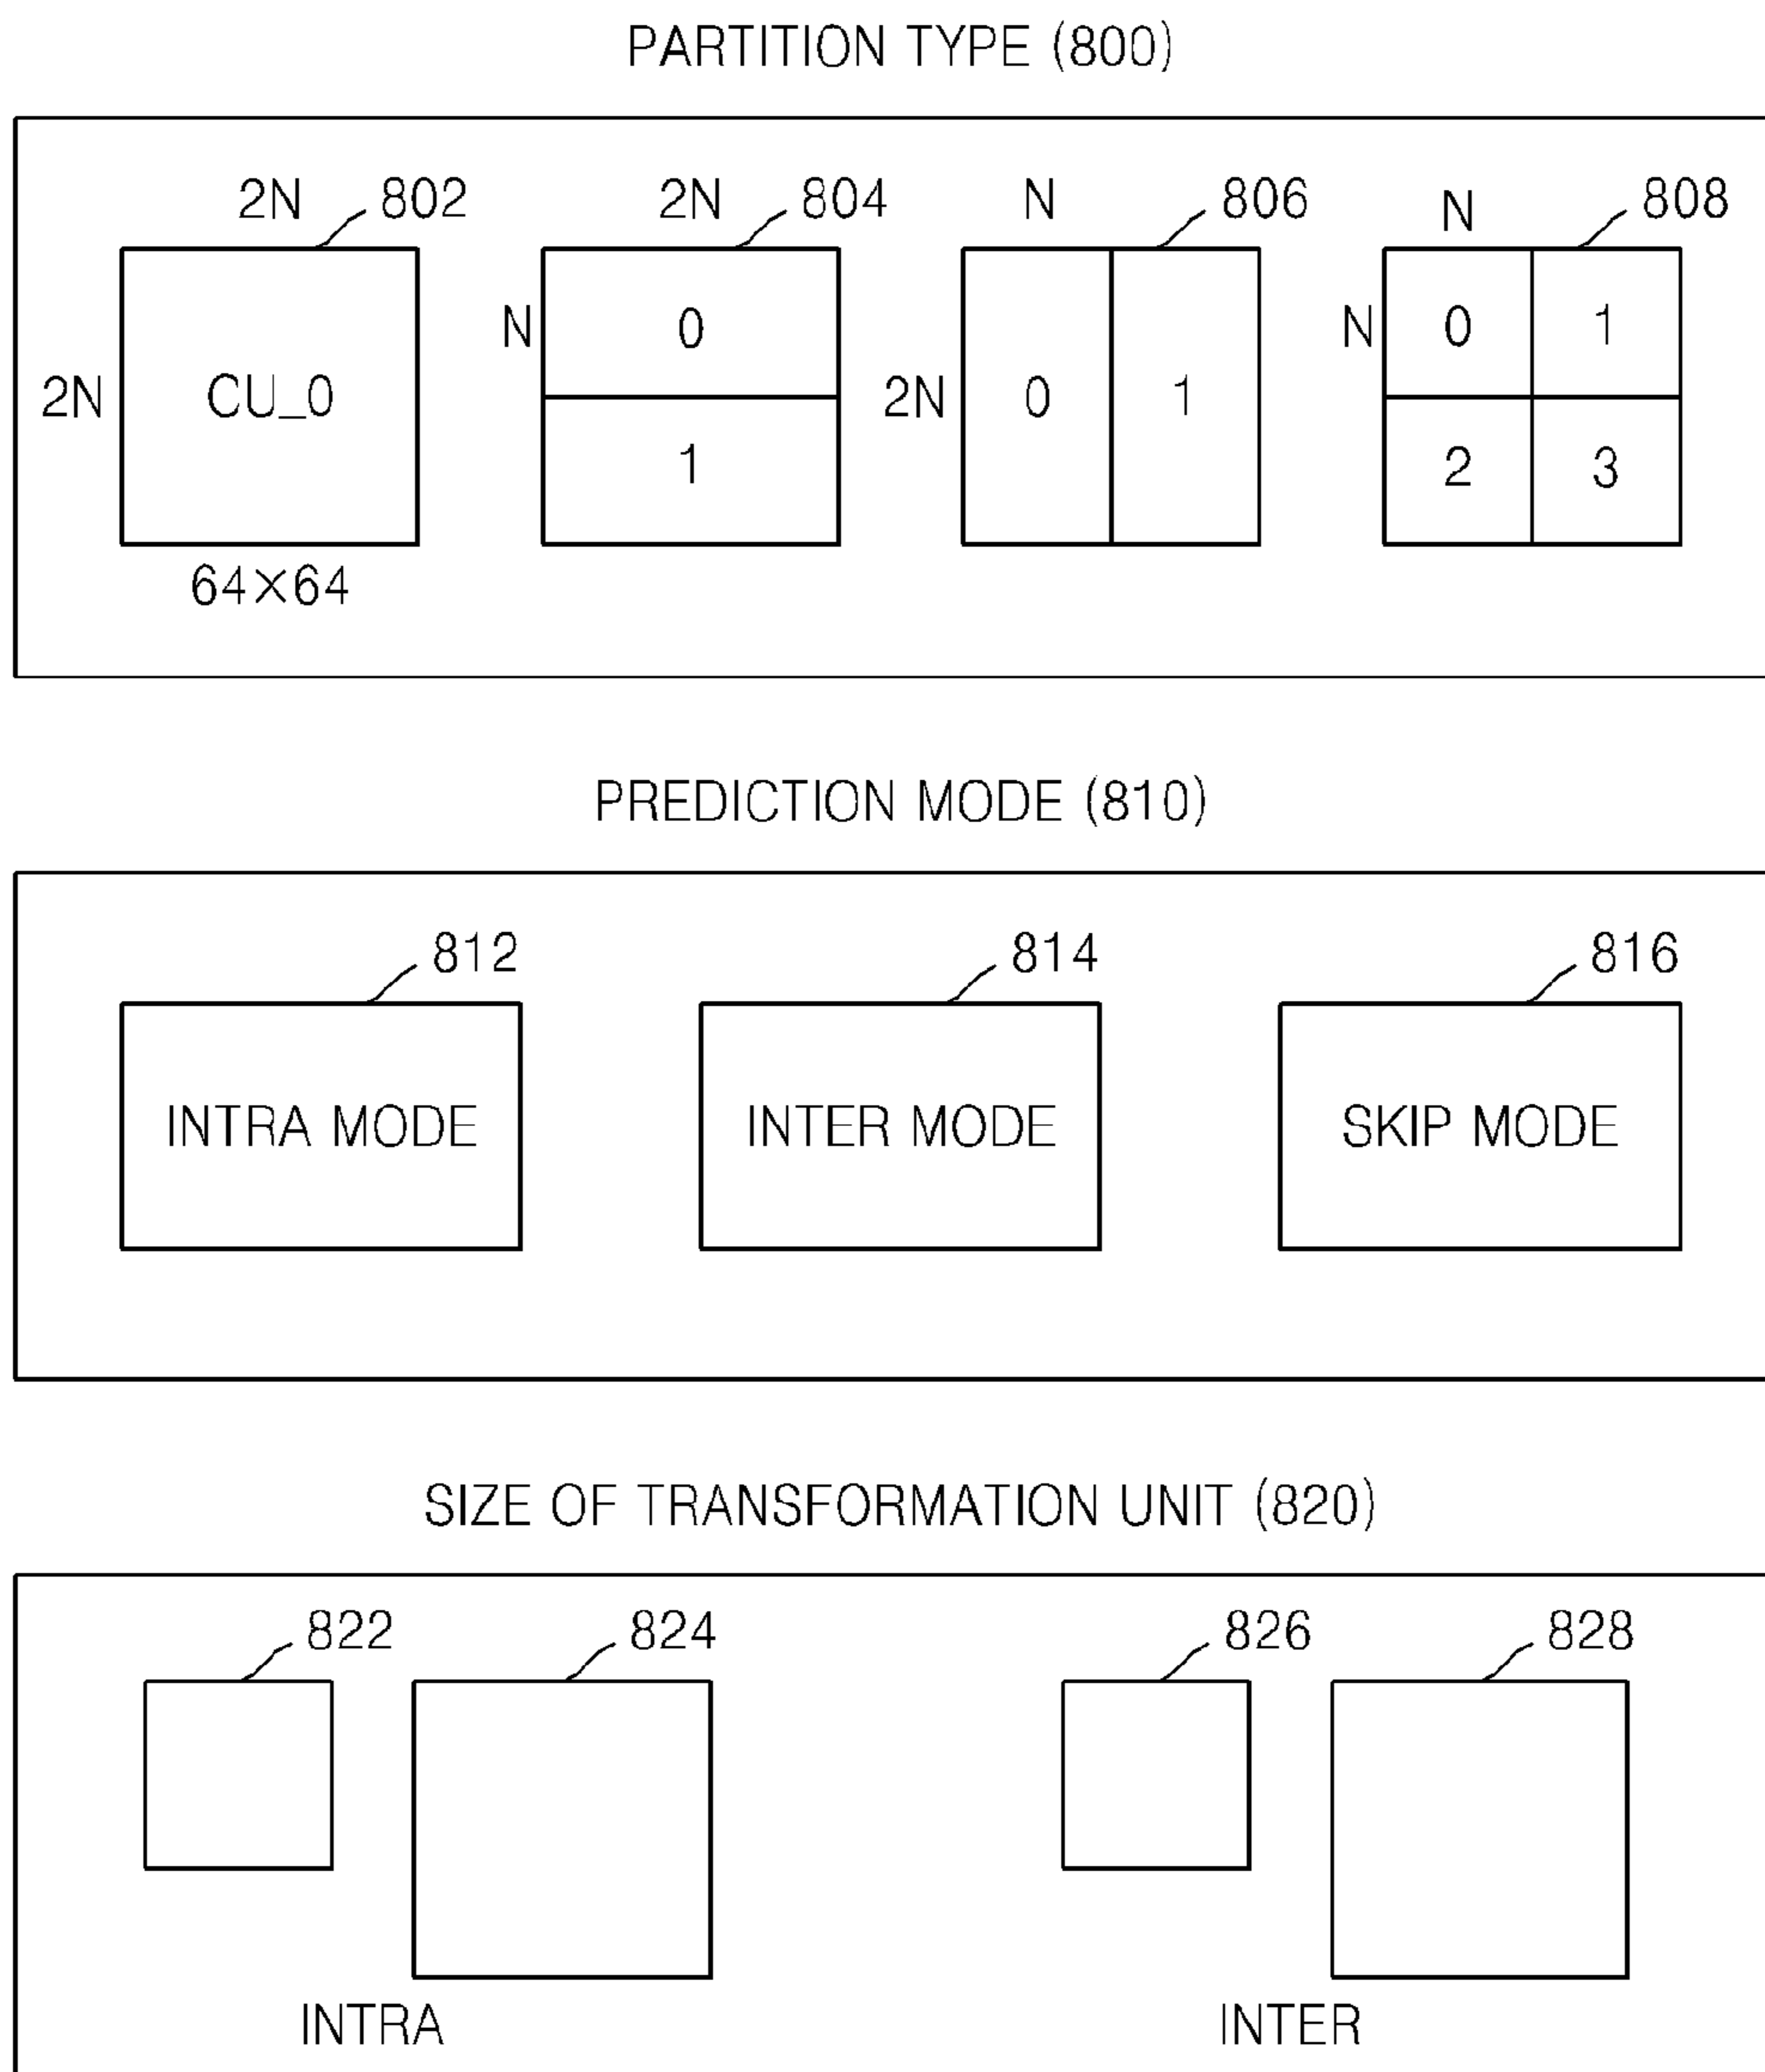 PARTITION TYPE (800)
2N 802 2N 804 N 806 N 808
N 0 N 0 1
2N CU_0 2N 0 1
1 2 3
64×64
PREDICTION MODE (810)
812 814 816
INTRA MODE INTER MODE SKIP MODE
SIZE OF TRANSFORMATION UNIT (820)
822 824 826 828
INTRA INTER